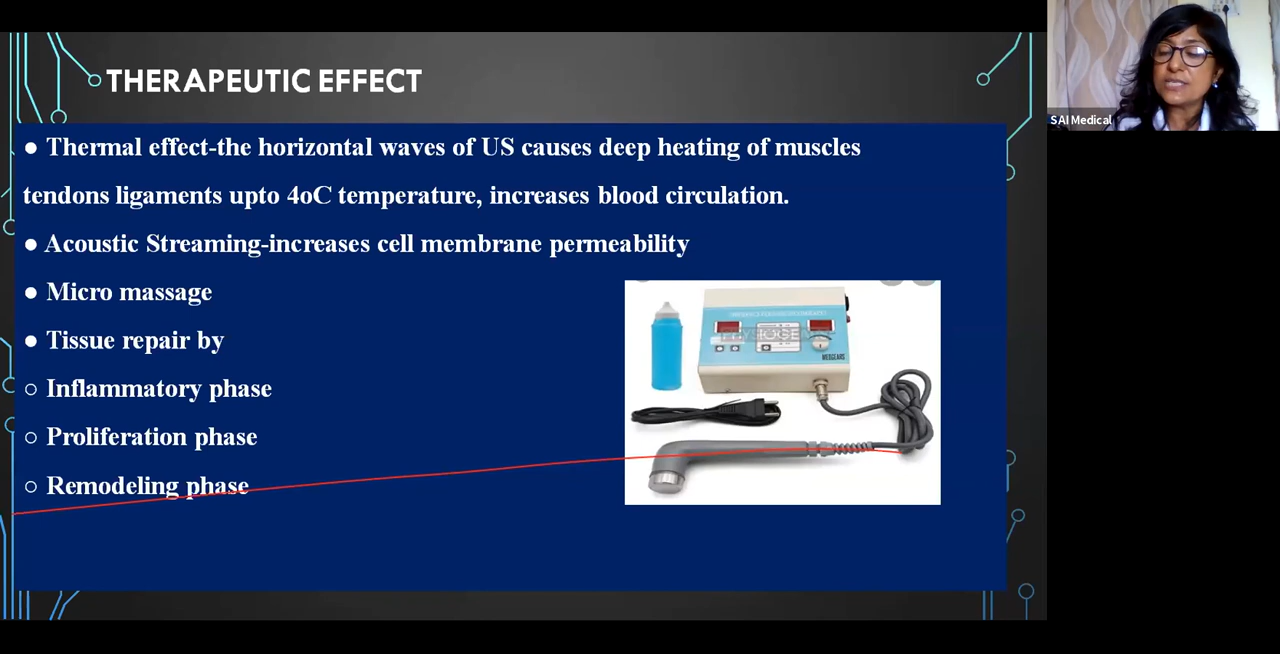 THERAPEUTIC EFFECT
SAI Medical
● Thermal effect-the horizontal waves of US causes deep heating of muscles
tendons ligaments upto 4oC temperature, increases blood circulation.
● Acoustic Streaming-increases cell membrane permeability
● Micro massage
● Tissue repair by
○ Inflammatory phase
○ Proliferation phase
○ Remodeling phase
MEDGEARS